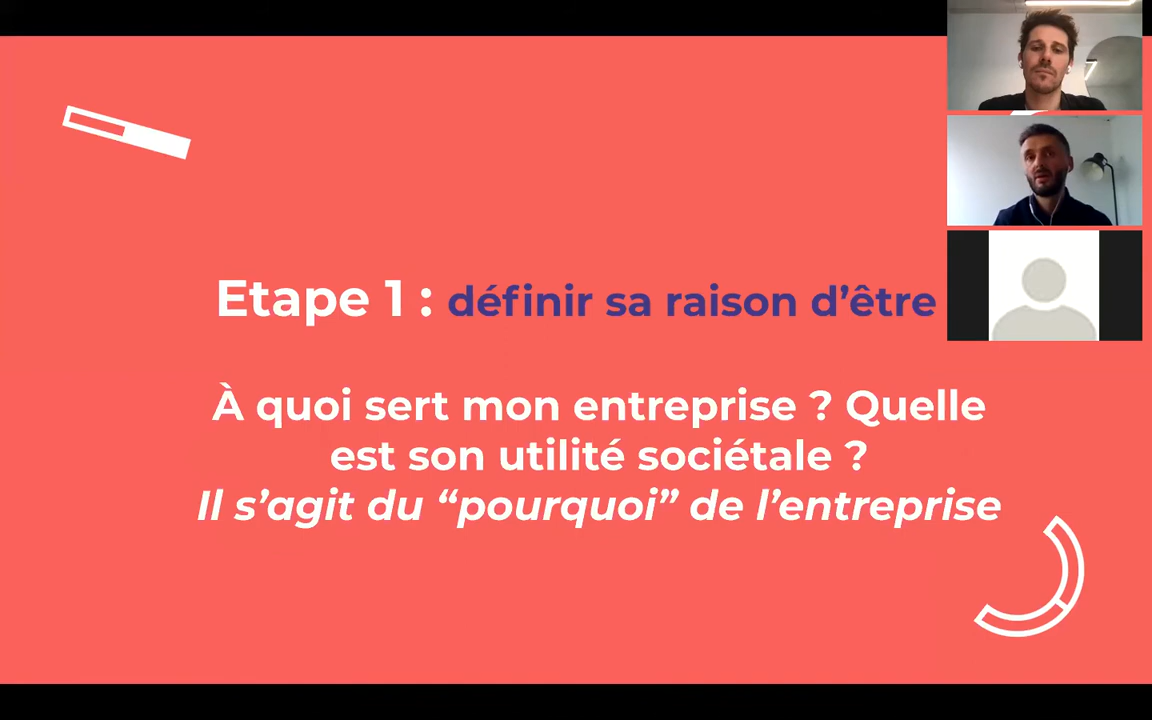 Etape 1 : définir sa raison d’être
À quoi sert mon entreprise ? Quelle
est son utilité sociétale ?
Il s’agit du “pourquoi” de l’entreprise